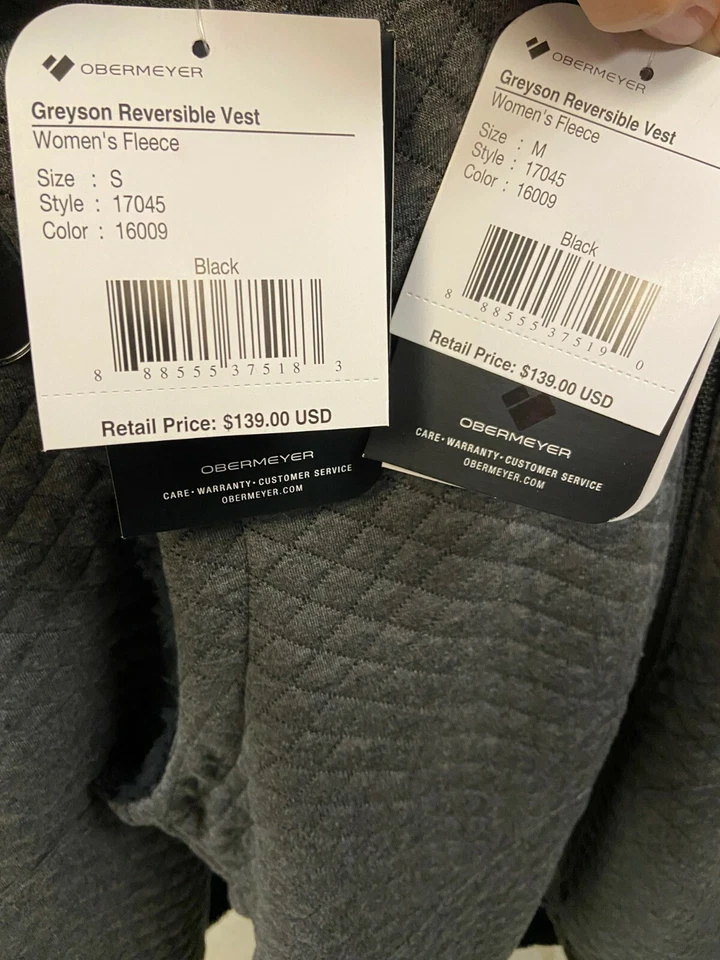 OBERMEYER
Greyson Reversible Vest
Women's Fleece
Size : S
Style : 17045
Color : 16009
Black
8 88555 37518 3
Retail Price: $139.00 USD
OBERMEYER
CARE • WARRANTY • CUSTOMER SERVICE
OBERMEYER.COM
OBERMEYER
Greyson Reversible Vest
Women's Fleece
Size : M
Style : 17045
Color : 16009
Black
8 88555 37519 0
Retail Price: $139.00 USD
OBERMEYER
CARE • WARRANTY • CUSTOMER SERVICE
OBERMEYER.COM